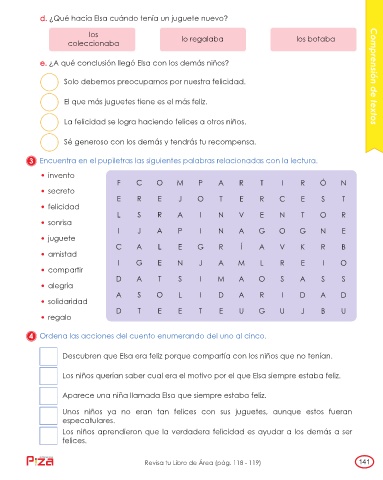 d. ¿Qué hacía Elsa cuándo tenía un juguete nuevo?
los coleccionaba
lo regalaba
los botaba
e. ¿A qué conclusión llegó Elsa con los demás niños?
Solo debemos preocuparnos por nuestra felicidad.
El que más juguetes tiene es el más feliz.
La felicidad se logra haciendo felices a otros niños.
Sé generoso con los demás y tendrás tu recompensa.
Comprensión de textos
3 Encuentra en el pupiletras las siguientes palabras relacionadas con la lectura.
• invento
• secreto
• felicidad
• sonrisa
• juguete
• amistad
• compartir
• alegría
• solidaridad
• regalo
F C O M P A R T I R Ó N
E R E J O T E R C E S T
L S R A I N V E N T O R
I J A P I N A G O G N E
C A L E G R Í A V K R B
I G E N J A M L R E I O
D A T S I M A O S A S S
A S O L I D A R I D A D
D T E E T E U G U J B U
4 Ordena las acciones del cuento enumerando del uno al cinco.
Descubren que Elsa era feliz porque compartía con los niños que no tenían.
Los niños querían saber cual era el motivo por el que Elsa siempre estaba feliz.
Aparece una niña llamada Elsa que siempre estaba feliz.
Unos niños ya no eran tan felices con sus juguetes, aunque estos fueran
especatulares.
Los niños aprendieron que la verdadera felicidad es ayudar a los demás a ser
felices.
Piza
Revisa tu Libro de Área (pág. 118 - 119)
141